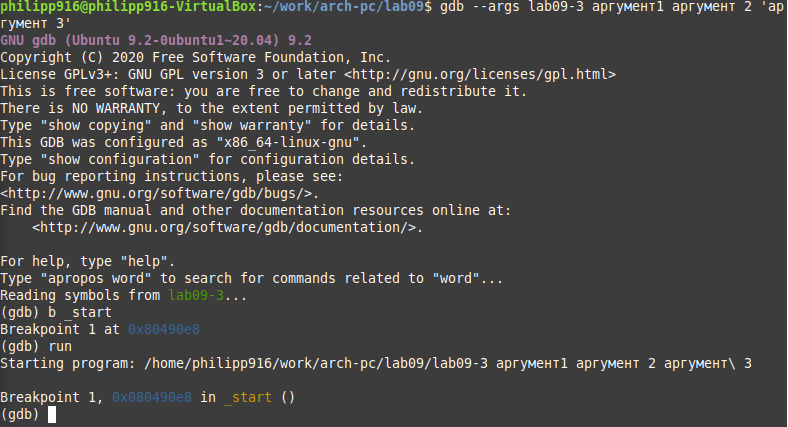 philipp916@philipp916-VirtualBox:~/work/arch-pc/lab09$ gdb --args lab09-3 аргумент1 аргумент 2 'ар
гумент 3'
GNU gdb (Ubuntu 9.2-0ubuntu1~20.04) 9.2
Copyright (C) 2020 Free Software Foundation, Inc.
License GPLv3+: GNU GPL version 3 or later <http://gnu.org/licenses/gpl.html>
This is free software: you are free to change and redistribute it.
There is NO WARRANTY, to the extent permitted by law.
Type "show copying" and "show warranty" for details.
This GDB was configured as "x86_64-linux-gnu".
Type "show configuration" for configuration details.
For bug reporting instructions, please see:
<http://www.gnu.org/software/gdb/bugs/>.
Find the GDB manual and other documentation resources online at:
    <http://www.gnu.org/software/gdb/documentation/>.

For help, type "help".
Type "apropos word" to search for commands related to "word"...
Reading symbols from lab09-3...
(gdb) b _start
Breakpoint 1 at 0x80490e8
(gdb) run
Starting program: /home/philipp916/work/arch-pc/lab09/lab09-3 аргумент1 аргумент 2 аргумент\ 3

Breakpoint 1, 0x080490e8 in _start ()
(gdb)